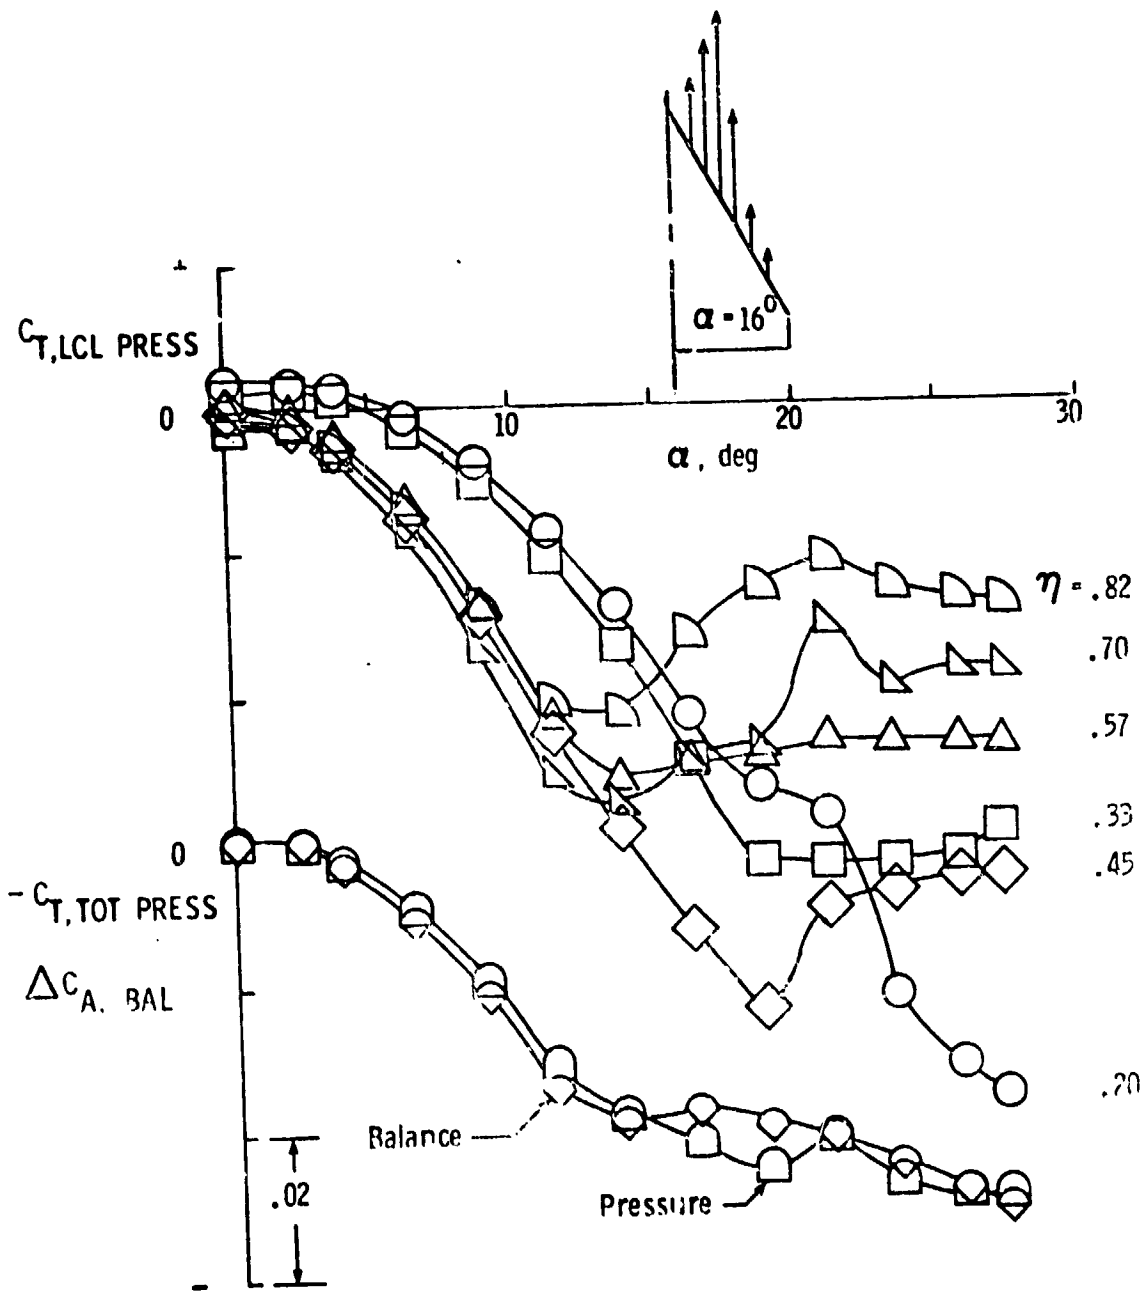 α = 16⁰
C_T,LCL PRESS
0
10
20
30
α, deg
η = .82
.70
.57
.33
.45
.20
0
- C_T,TOT PRESS
ΔC_A, BAL
Balance
Pressure
.02